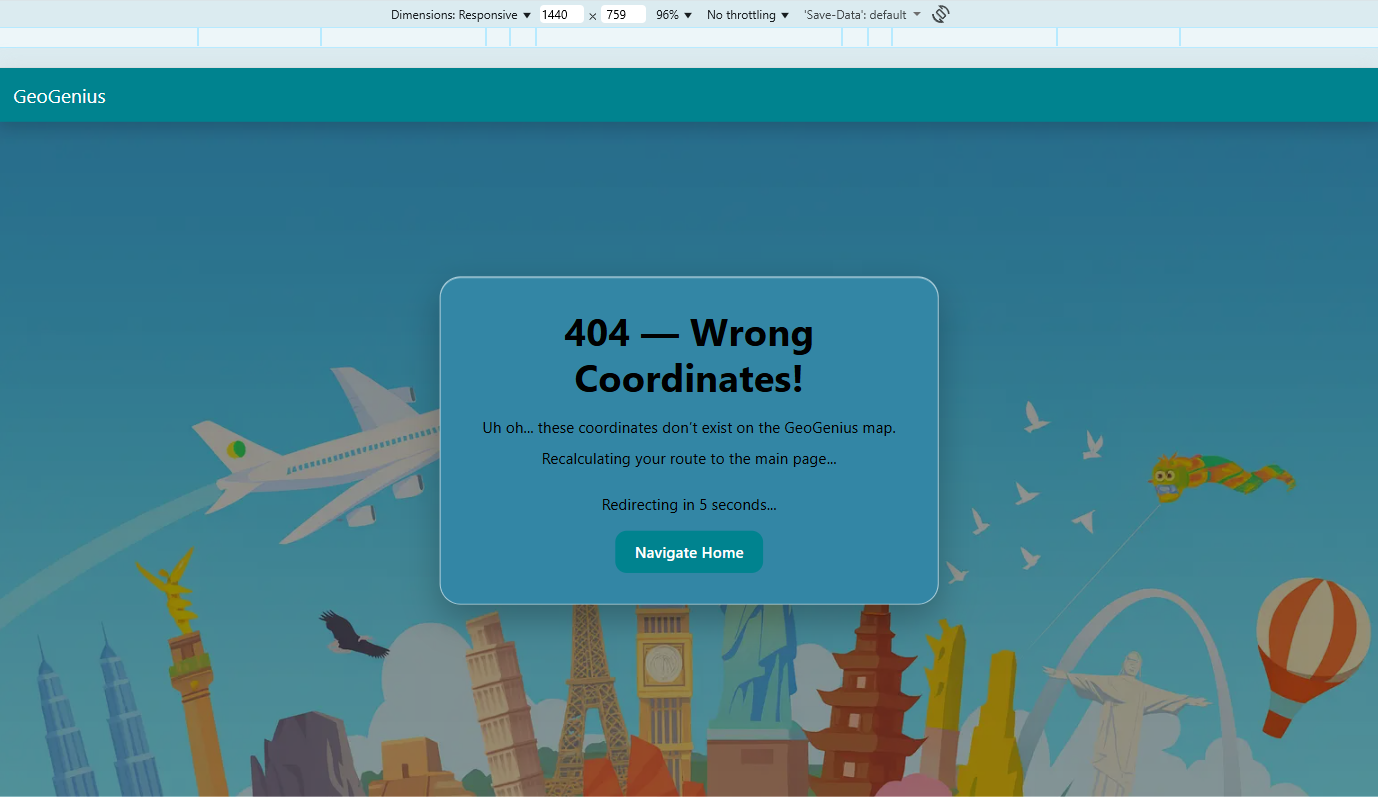 Dimensions: Responsive ▼ 1440 × 759 96% ▼ No throttling ▼ 'Save-Data': default
GeoGenius
404 — Wrong
Coordinates!
Uh oh... these coordinates don’t exist on the GeoGenius map.
Recalculating your route to the main page...
Redirecting in 5 seconds...
Navigate Home